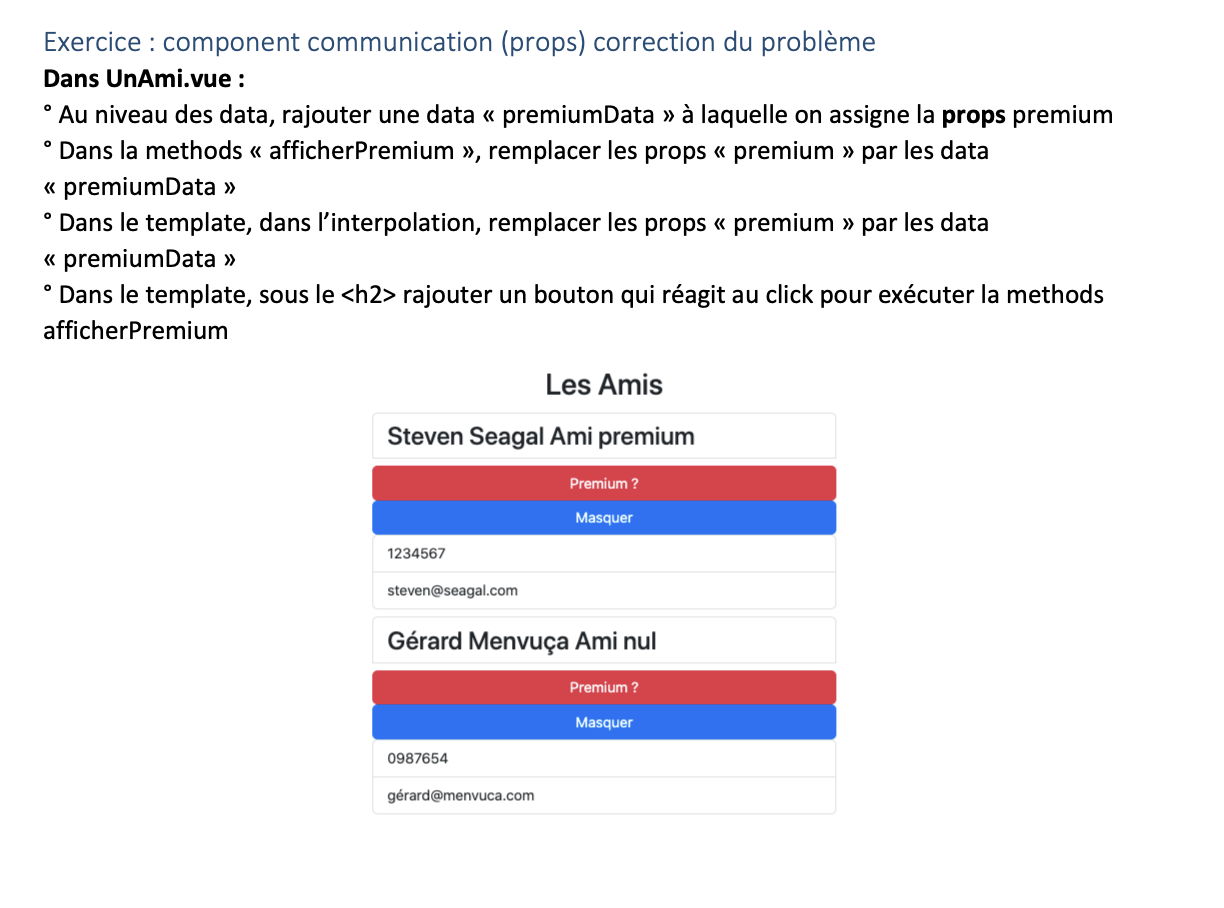 Exercice : component communication (props) correction du problème
Dans UnAmi.vue :
° Au niveau des data, rajouter une data « premiumData » à laquelle on assigne la props premium
° Dans la methods « afficherPremium », remplacer les props « premium » par les data
« premiumData »
° Dans le template, dans l’interpolation, remplacer les props « premium » par les data
« premiumData »
° Dans le template, sous le <h2> rajouter un bouton qui réagit au click pour exécuter la methods
afficherPremium
Les Amis
Steven Seagal Ami premium
Premium ?
Masquer
1234567
steven@seagal.com
Gérard Menvuça Ami nul
Premium ?
Masquer
0987654
gérard@menvuca.com